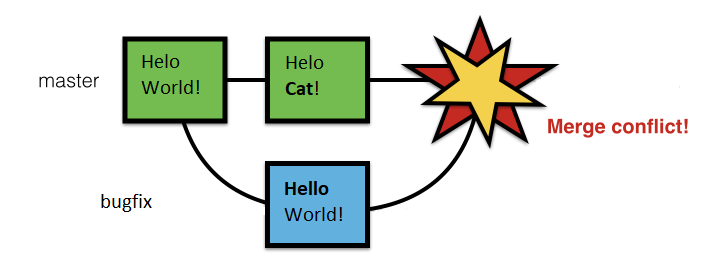 master
Helo
World!
Helo
Cat!
Merge conflict!
bugfix
Hello
World!